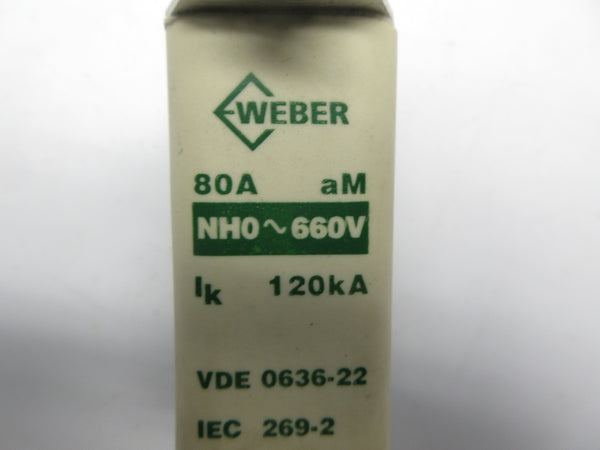 WEBER
80A aM
NH0~660V
Ik 120kA
VDE 0636-22
IEC 269-2